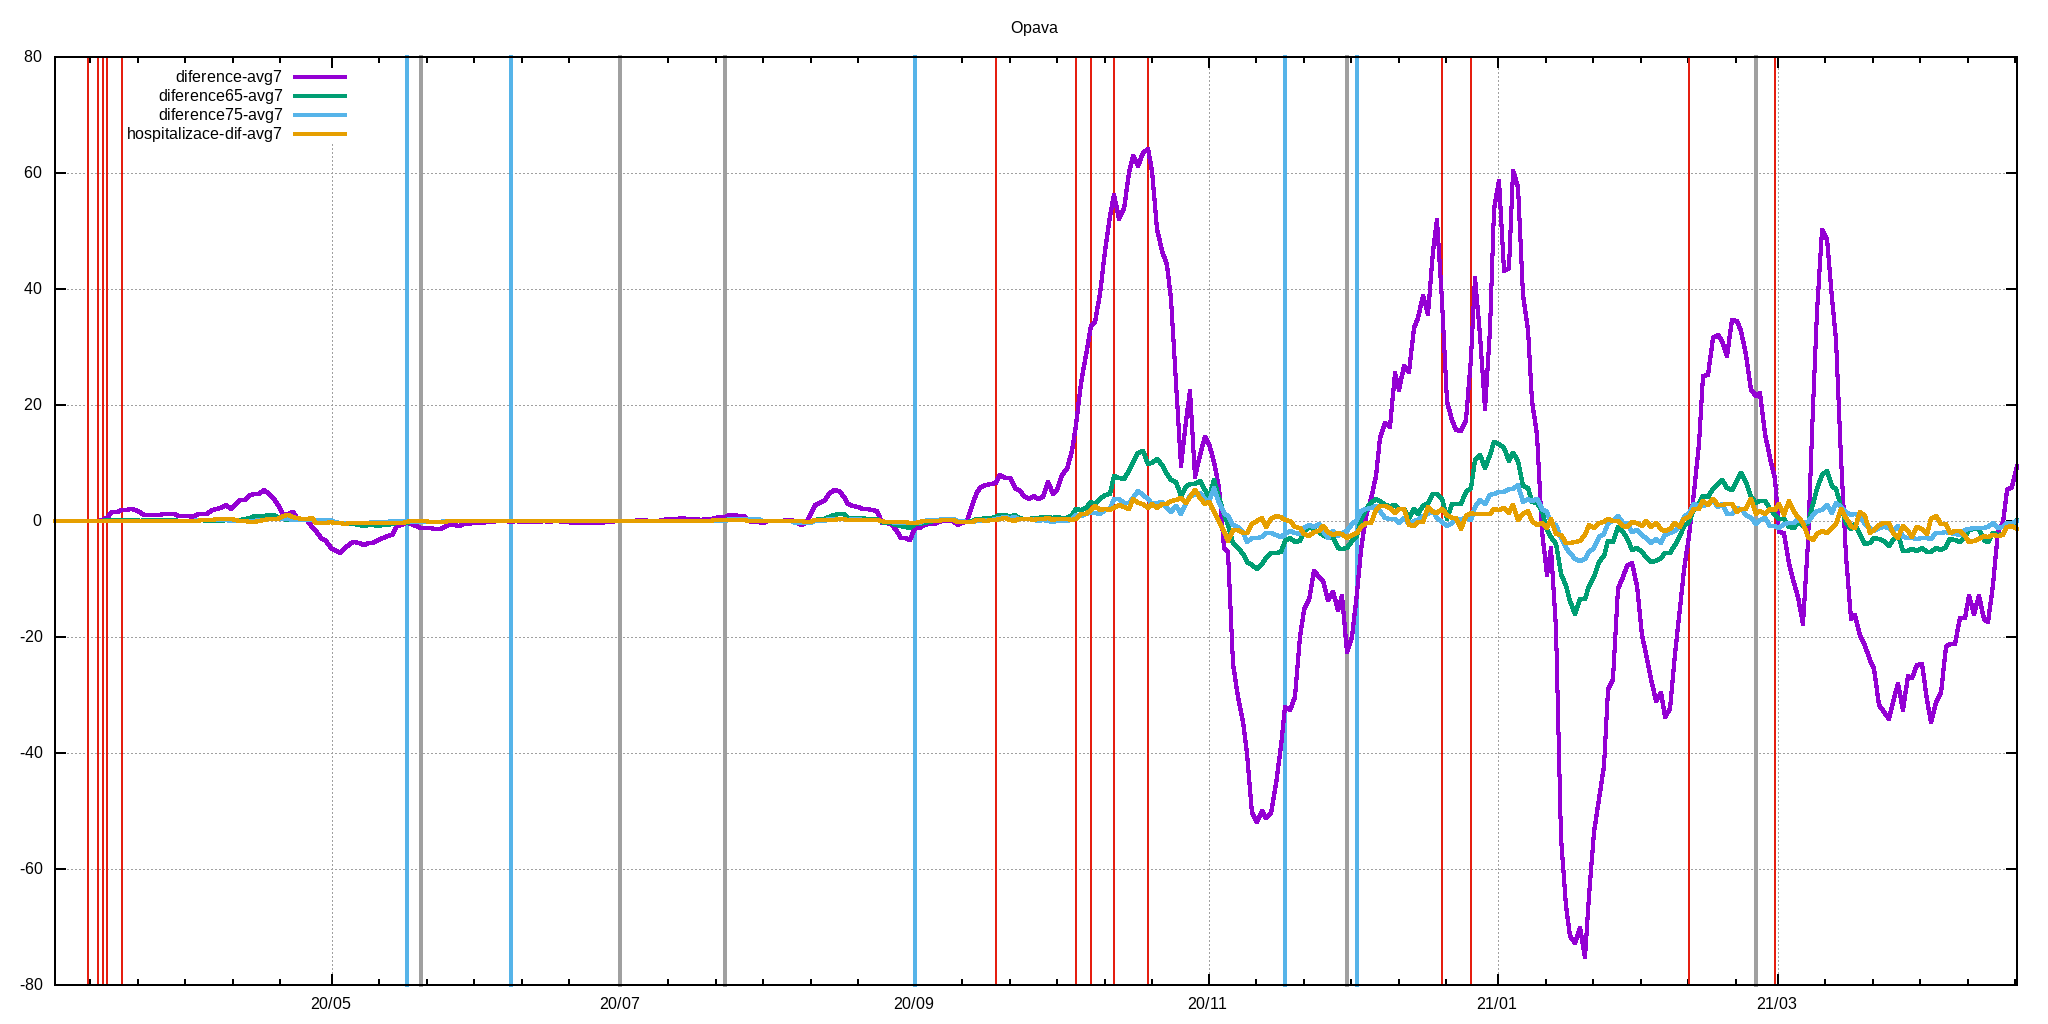 Opava
80
diference-avg7
diference65-avg7
diference75-avg7
hospitalizace-dif-avg7
60
40
20
0
-20
-40
-60
-80
20/05 20/07 20/09 20/11 21/01 21/03